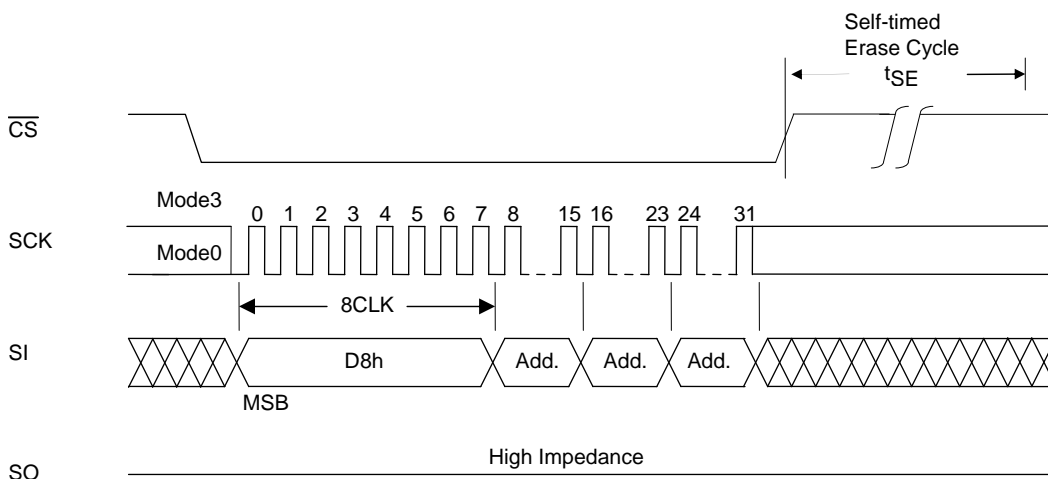 Self-timed
Erase Cycle
tSE
CS
Mode3
0 1 2 3 4 5 6 7 8 15 16 23 24 31
SCK
Mode0
8CLK
SI
D8h Add. Add. Add.
MSB
High Impedance
SO